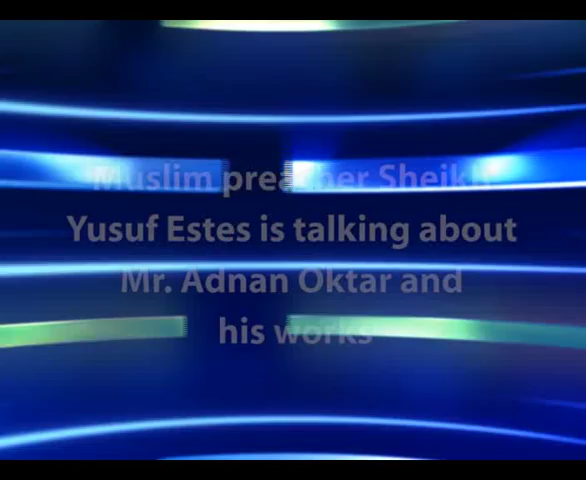 Muslim preacher Sheikh
Yusuf Estes is talking about
Mr. Adnan Oktar and
his works